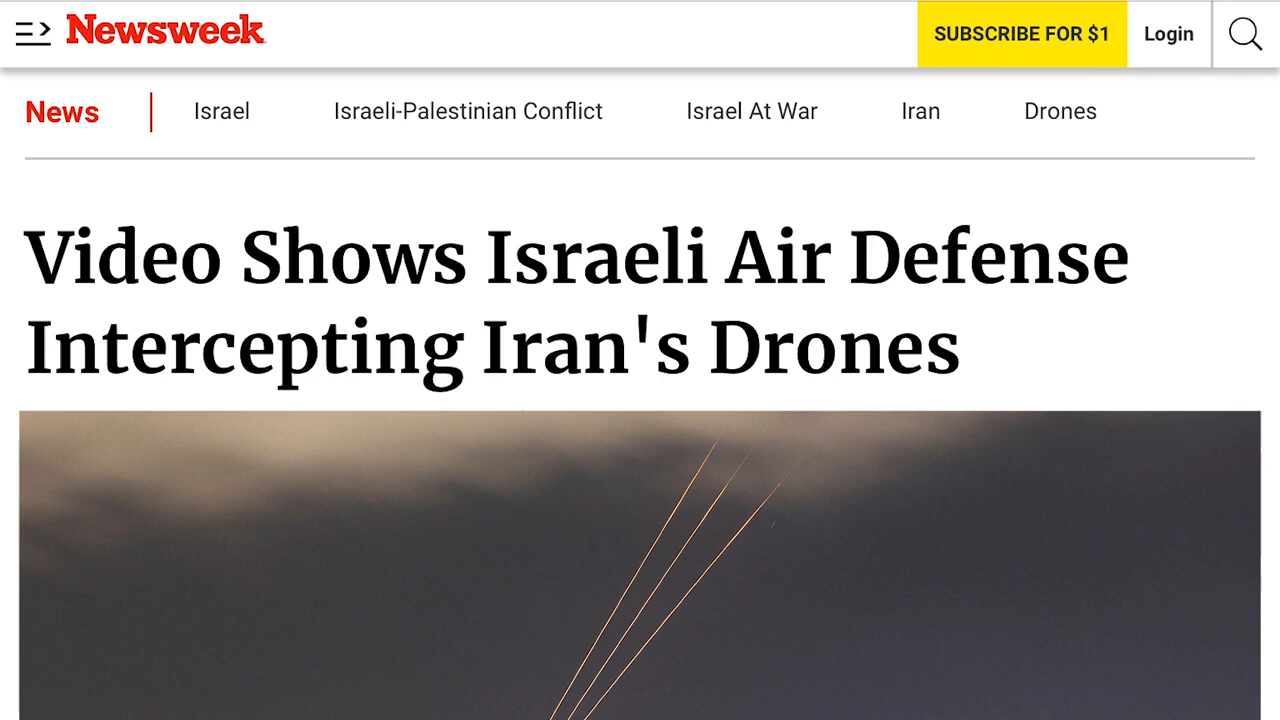 Newsweek
SUBSCRIBE FOR $1
Login
News
Israel
Israeli-Palestinian Conflict
Israel At War
Iran
Drones
Video Shows Israeli Air Defense
Intercepting Iran's Drones